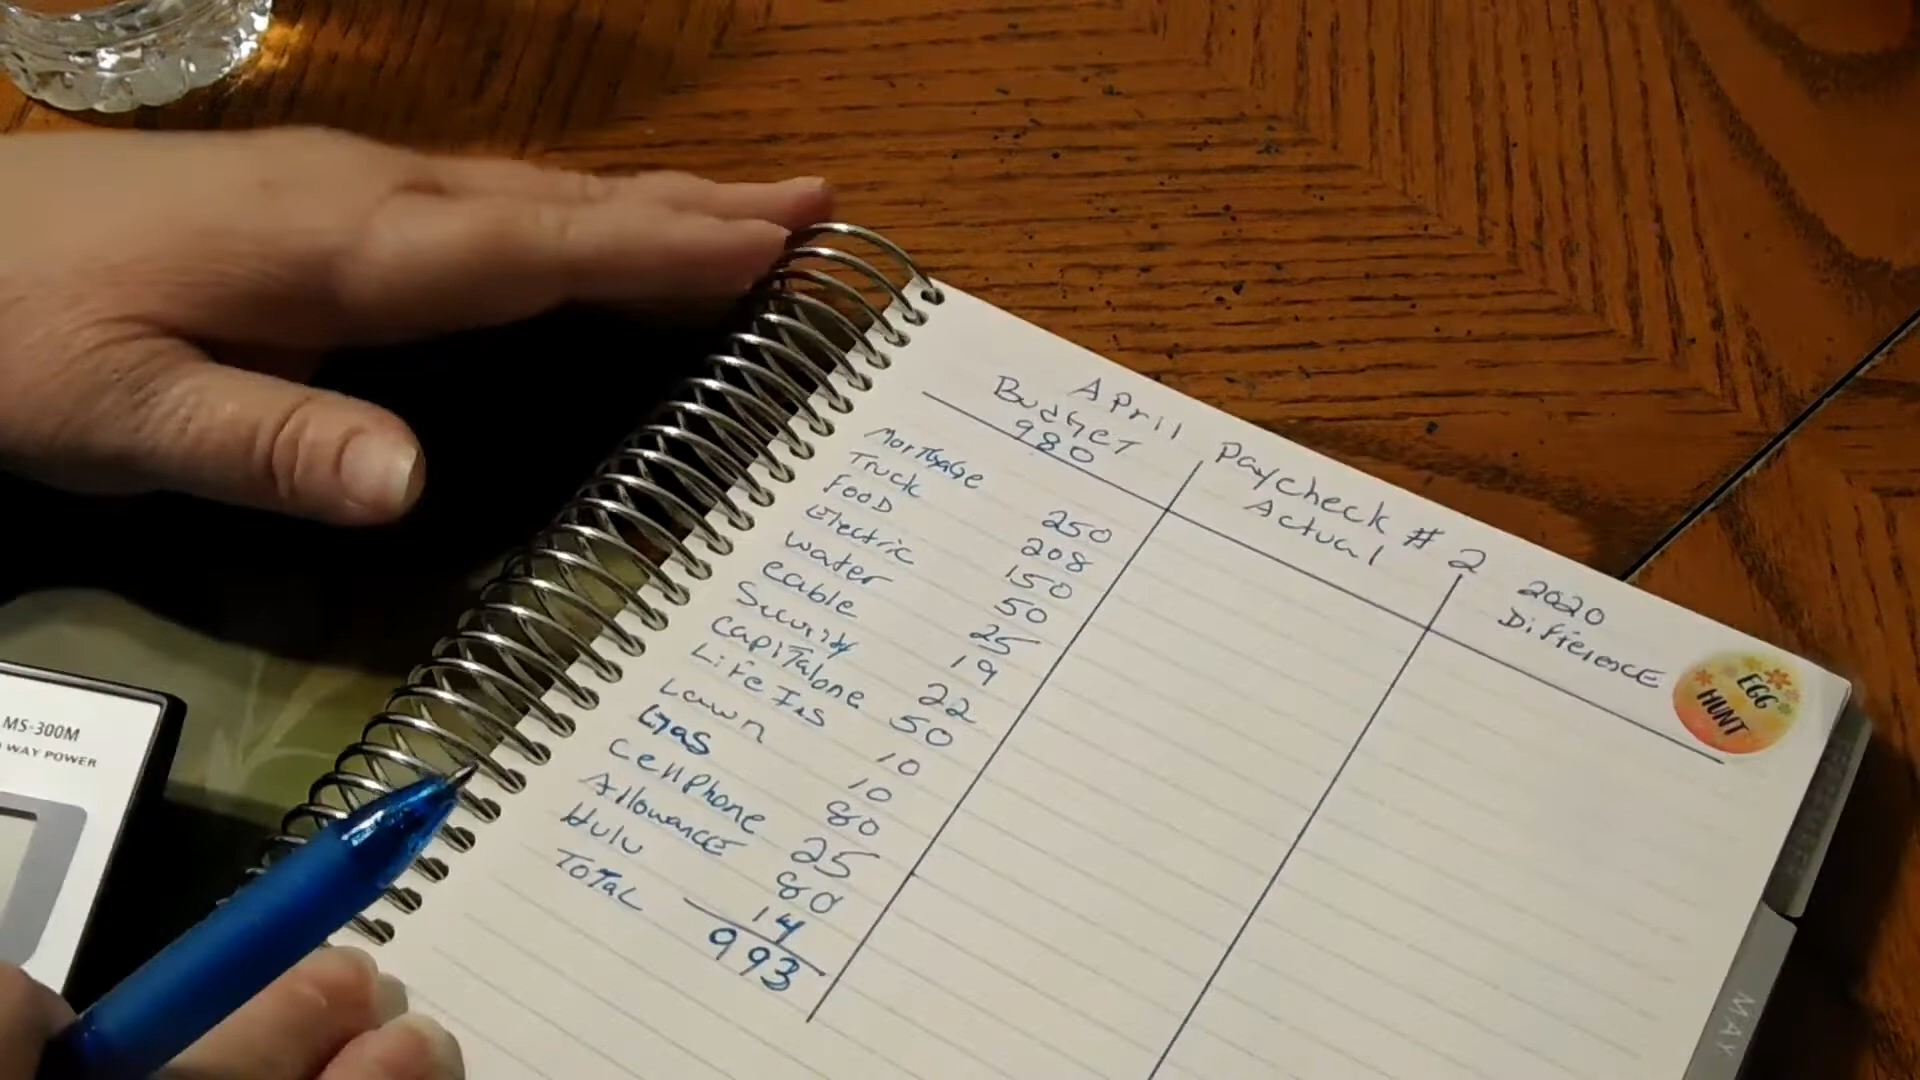 April Paycheck # 2 2020
Budget Actual Difference
980
Mortgage 250
Truck 208
Food 150
Electric 50
water 25
cable 19
Security 22
Capitalone 50
Life Ins 10
Lawn 10
Gas 80
Cellphone 25
Allowance 80
Hulu 14
Total 993
EGG
HUNT
MS-300M
WAY POWER
MAY